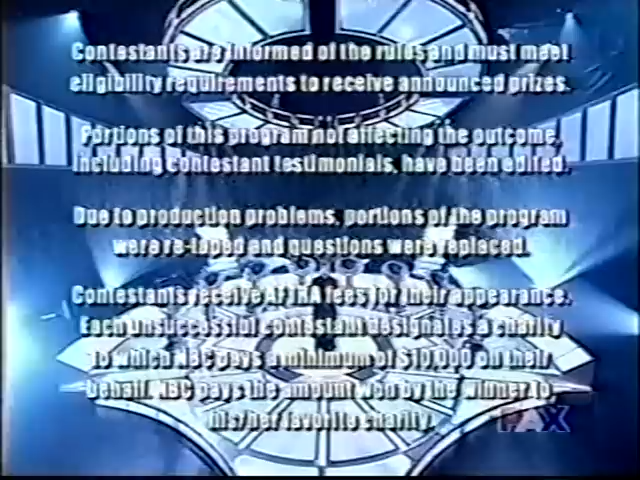 Contestants are informed of the rules and must meet
eligibility requirements to receive announced prizes.
Portions of this program not affecting the outcome,
including contestant testimonials, have been edited.
Due to production problems, portions of the program
were re-taped and questions were replaced.
Contestants receive AFTRA fees for their appearance.
Each unsuccessful contestant designates a charity
to which NBC pays a minimum of $10,000 on their
behalf. NBC pays the amount won by the winner to
his/her favorite charity.
PAX